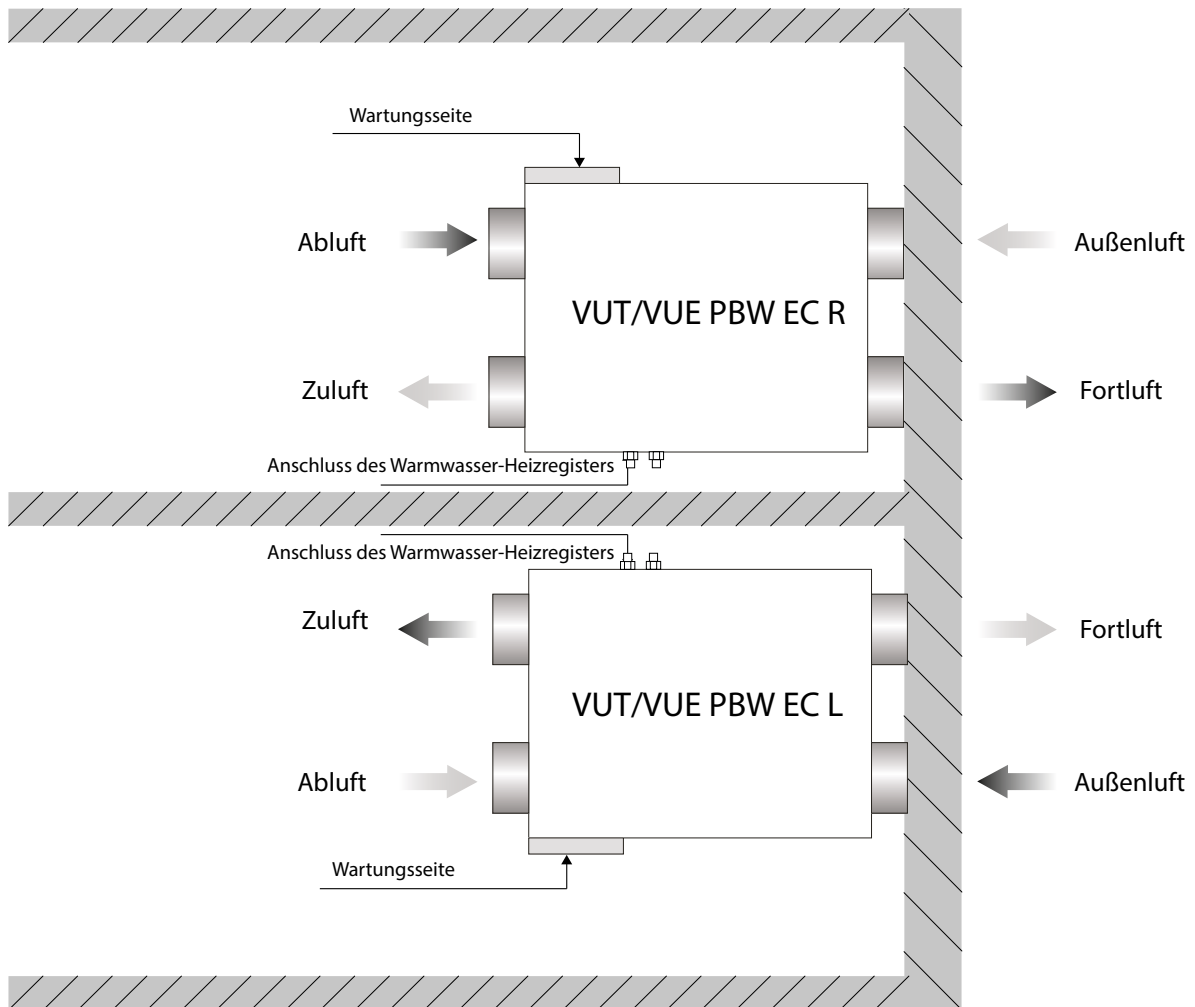 Wartungsseite
Abluft
Außenluft
VUT/VUE PBW EC R
Zuluft
Fortluft
Anschluss des Warmwasser-Heizregisters
Anschluss des Warmwasser-Heizregisters
Zuluft
Fortluft
VUT/VUE PBW EC L
Abluft
Außenluft
Wartungsseite